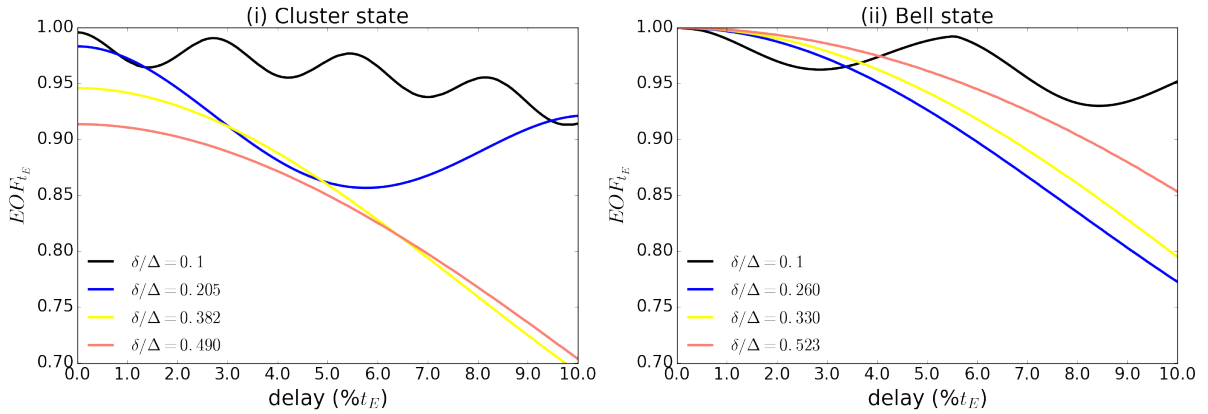 (i) Cluster state
1.00
0.95
0.90
0.85
0.80
0.75
0.70
EOF_{t_E}
δ/Δ = 0.1
δ/Δ = 0.205
δ/Δ = 0.382
δ/Δ = 0.490
0.0 1.0 2.0 3.0 4.0 5.0 6.0 7.0 8.0 9.0 10.0
delay (%t_E)
(ii) Bell state
1.00
0.95
0.90
0.85
0.80
0.75
0.70
EOF_{t_E}
δ/Δ = 0.1
δ/Δ = 0.260
δ/Δ = 0.330
δ/Δ = 0.523
0.0 1.0 2.0 3.0 4.0 5.0 6.0 7.0 8.0 9.0 10.0
delay (%t_E)